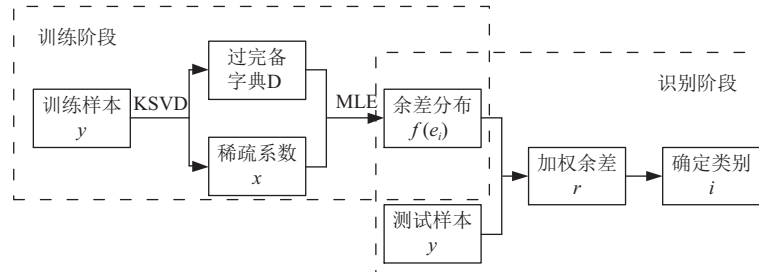 训练阶段
训练样本
y
KSVD
过完备
字典D
稀疏系数
x
MLE
余差分布
f(eᵢ)
识别阶段
测试样本
y
加权余差
r
确定类别
i